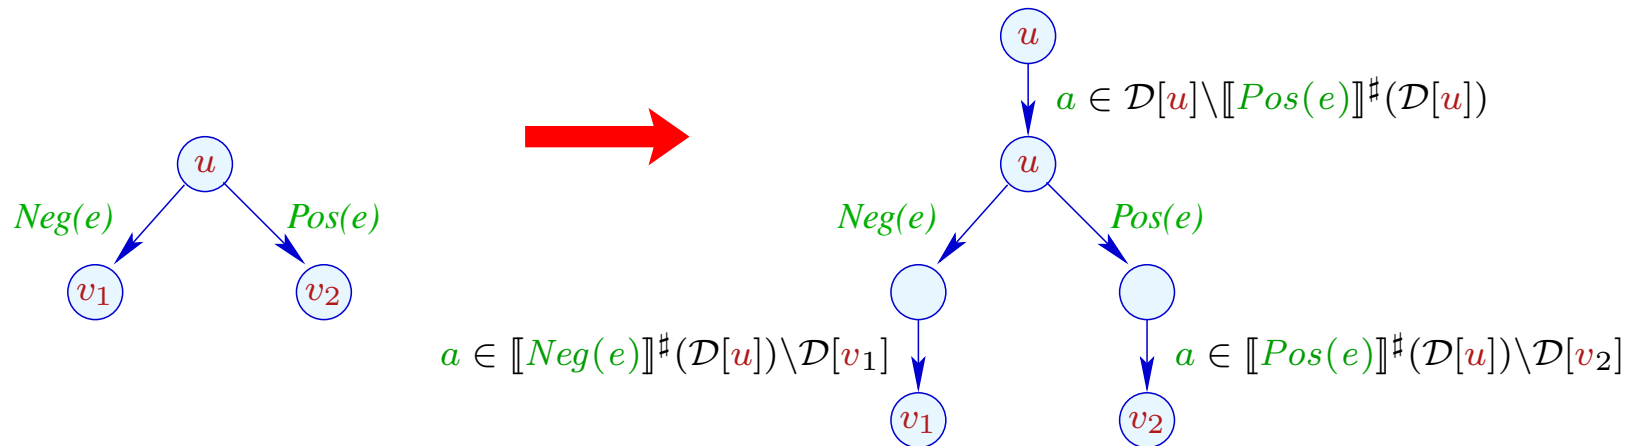 u
a ∈ 𝒟[u]\⟦Pos(e)⟧♯(𝒟[u])
u
u
Neg(e)
Pos(e)
Neg(e)
Pos(e)
v₁
v₂
a ∈ ⟦Neg(e)⟧♯(𝒟[u])\𝒟[v₁]
a ∈ ⟦Pos(e)⟧♯(𝒟[u])\𝒟[v₂]
v₁
v₂